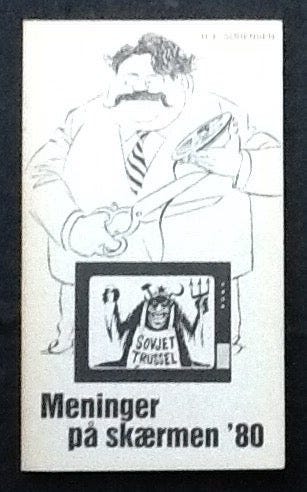 SOVJET
TRUSSEL
Meninger
på skærmen '80